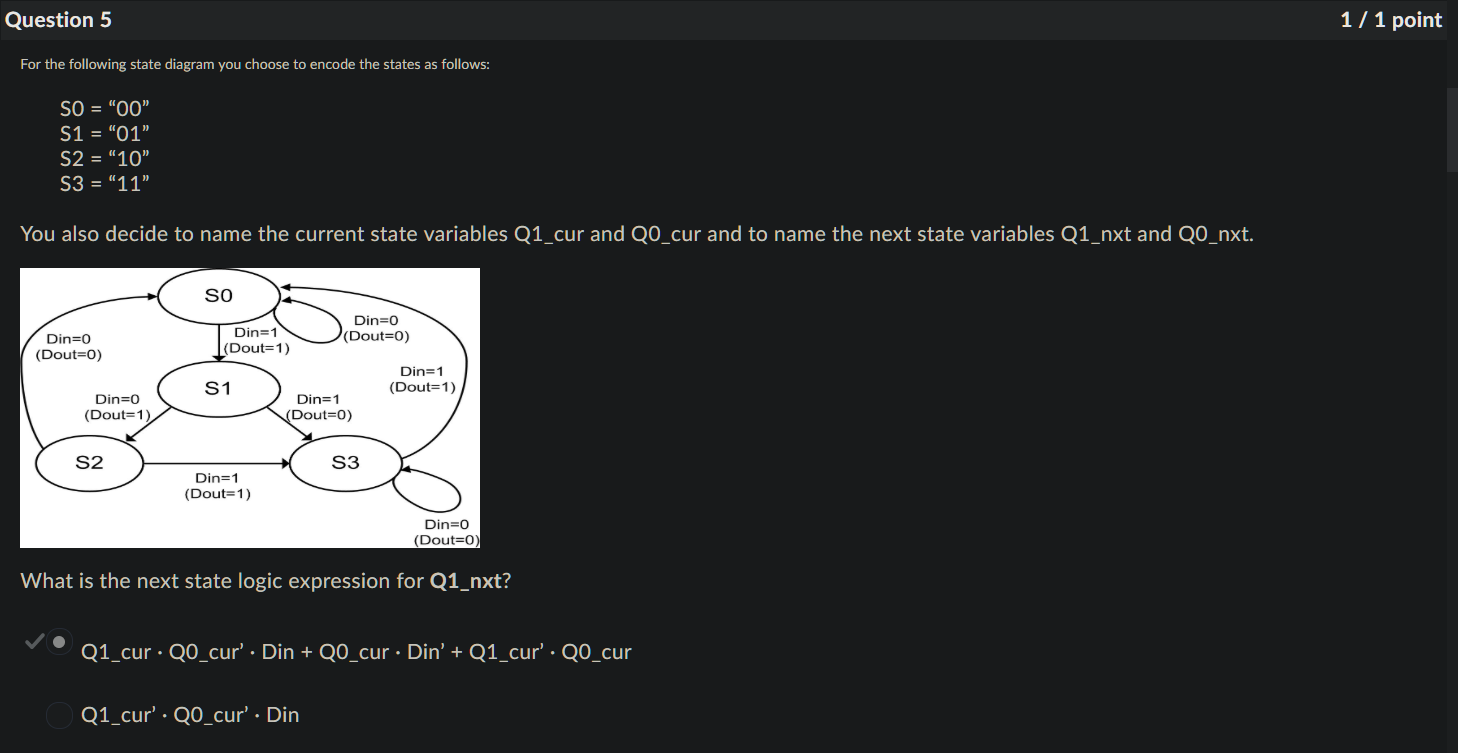 Question 5
1 / 1 point
For the following state diagram you choose to encode the states as follows:
S0 = “00”
S1 = “01”
S2 = “10”
S3 = “11”
You also decide to name the current state variables Q1_cur and Q0_cur and to name the next state variables Q1_nxt and Q0_nxt.
S0
Din=0
(Dout=0)
Din=1
(Dout=1)
Din=0
(Dout=0)
S1
Din=1
(Dout=1)
Din=0
(Dout=1)
Din=1
(Dout=0)
S2
S3
Din=1
(Dout=1)
Din=0
(Dout=0)
What is the next state logic expression for Q1_nxt?
Q1_cur · Q0_cur’ · Din + Q0_cur · Din’ + Q1_cur’ · Q0_cur
Q1_cur’ · Q0_cur’ · Din